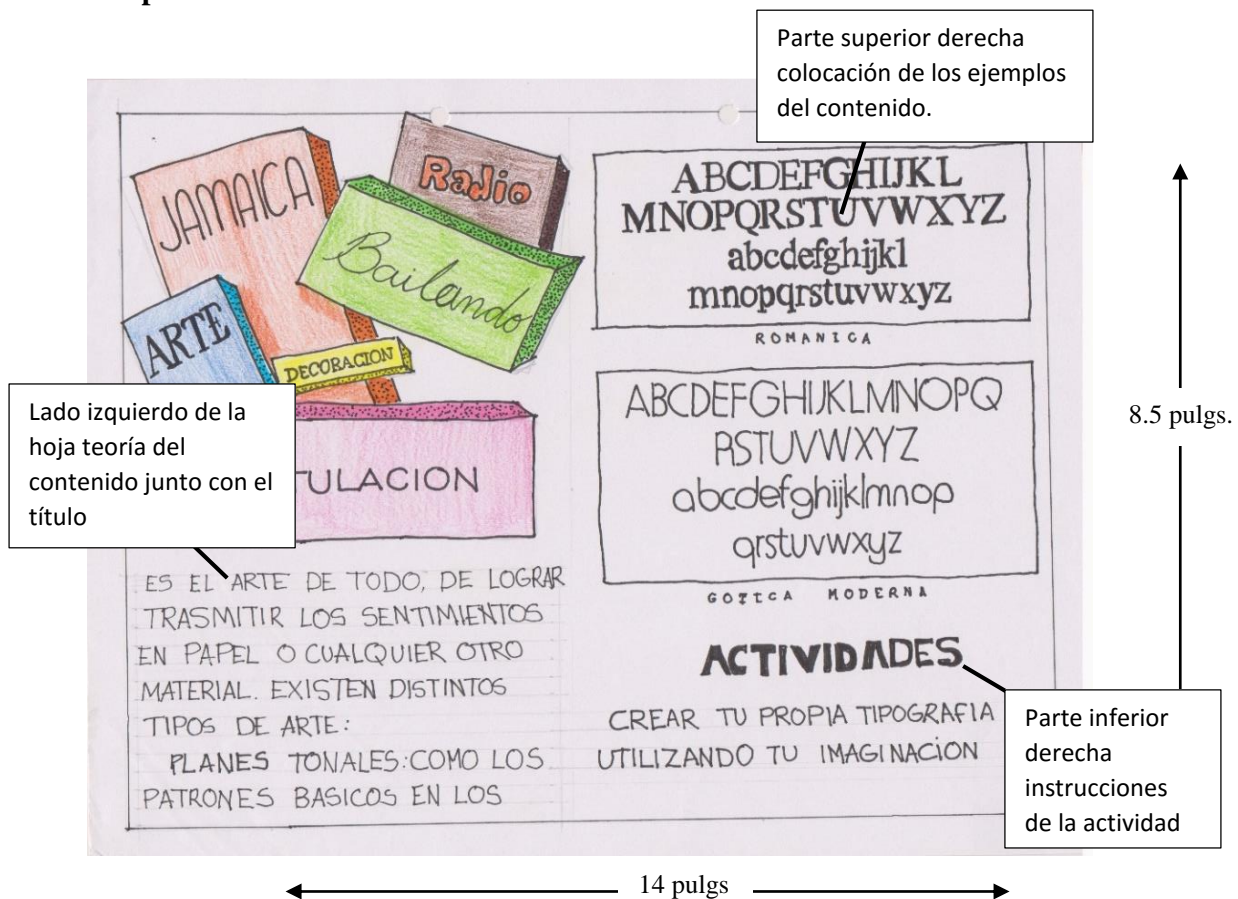 Parte superior derecha
colocación de los ejemplos
del contenido.
JAMAICA
Radio
Bailando
ARTE
DECORACION
TULACION
Lado izquierdo de la
hoja teoría del
contenido junto con el
título
ES EL ARTE DE TODO, DE LOGRAR
TRASMITIR LOS SENTIMIENTOS
EN PAPEL O CUALQUIER OTRO
MATERIAL. EXISTEN DISTINTOS
TIPOS DE ARTE:
PLANES TONALES: COMO LOS
PATRONES BASICOS EN LOS
ABCDEFGHIJKL
MNOPQRSTUVWXYZ
abcdefghijkl
mnopqrstuvwxyz
ROMANICA
ABCDEFGHIJKLMNOPQ
RSTUVWXYZ
abcdefghijklmnop
qrstuvwxyz
GOTICA MODERNA
ACTIVIDADES
CREAR TU PROPIA TIPOGRAFIA
UTILIZANDO TU IMAGINACION
Parte inferior
derecha
instrucciones
de la actividad
8.5 pulgs.
14 pulgs